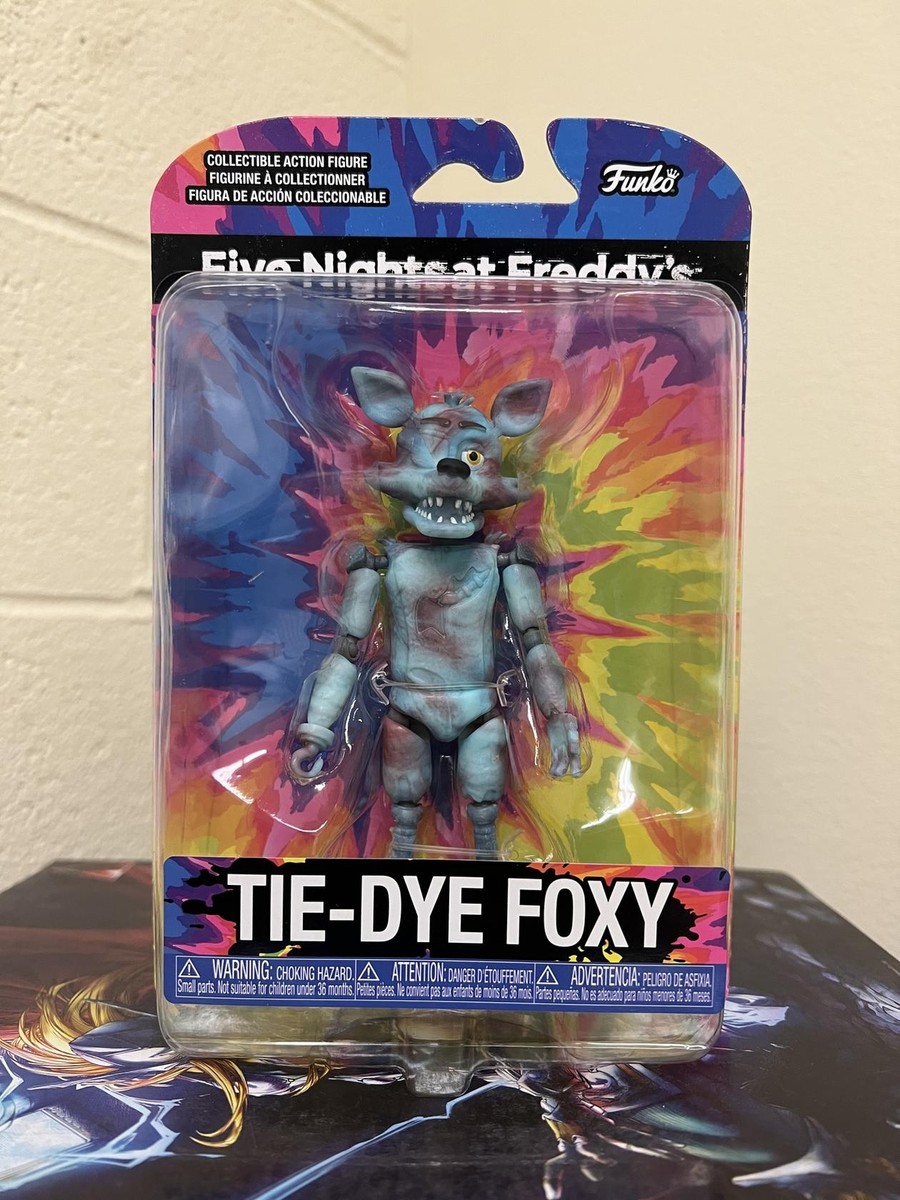 COLLECTIBLE ACTION FIGURE
FIGURINE À COLLECTIONNER
FIGURA DE ACCIÓN COLECCIONABLE
Funko
Five Nights at Freddy's
TIE-DYE FOXY
WARNING: CHOKING HAZARD.
Small parts. Not suitable for children under 36 months.
ATTENTION: DANGER D'ÉTOUFFEMENT.
Petites pièces. Ne convient pas aux enfants de moins de 36 mois.
ADVERTENCIA: PELIGRO DE ASFIXIA.
Partes pequeñas. No es adecuado para niños menores de 36 meses.